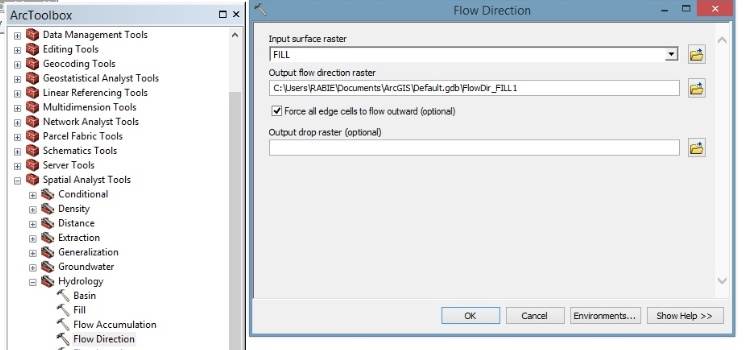 ArcToolbox
Data Management Tools
Editing Tools
Geocoding Tools
Geostatistical Analyst Tools
Linear Referencing Tools
Multidimension Tools
Network Analyst Tools
Parcel Fabric Tools
Schematics Tools
Server Tools
Spatial Analyst Tools
Conditional
Density
Distance
Extraction
Generalization
Groundwater
Hydrology
Basin
Fill
Flow Accumulation
Flow Direction
Flow Direction
Input surface raster
FILL
Output flow direction raster
C:\Users\RABIE\Documents\ArcGIS\Default.gdb\FlowDir_FILL1
Force all edge cells to flow outward (optional)
Output drop raster (optional)
OK
Cancel
Environments...
Show Help >>